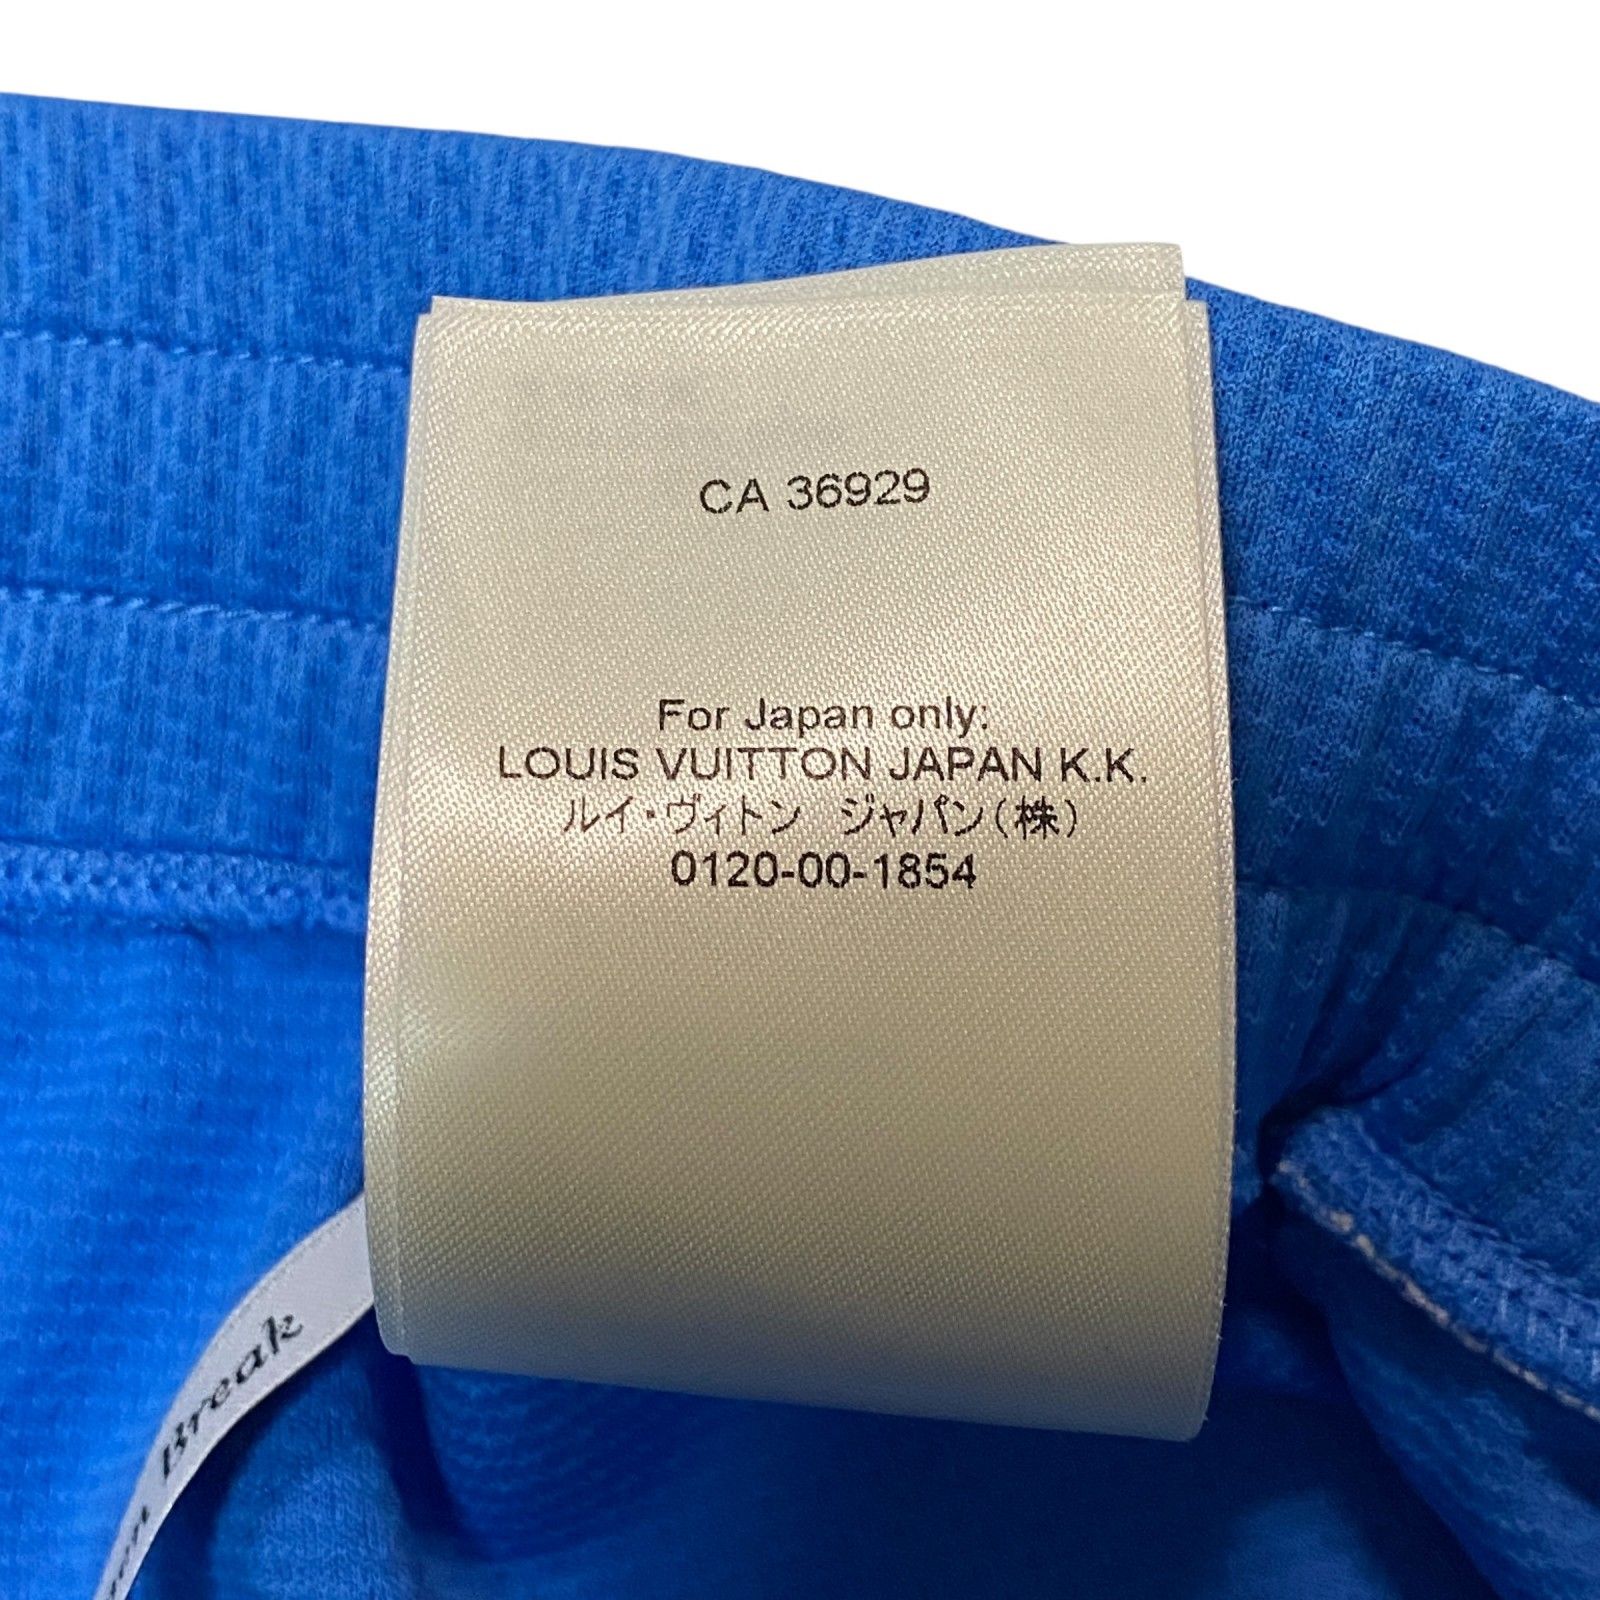 CA 36929
For Japan only:
LOUIS VUITTON JAPAN K.K.
ルイ・ヴィトン ジャパン(株)
0120-00-1854
Break